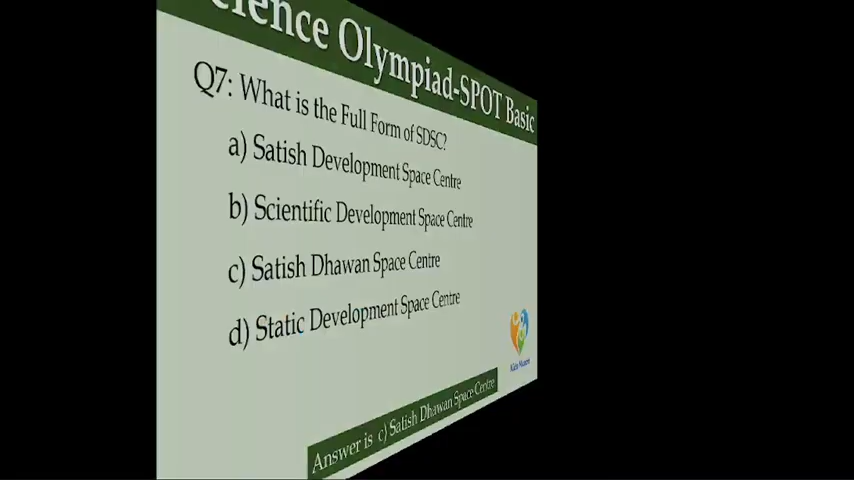 Olympiad-SPOT Basic
Q7: What is the Full Form of SDSC?
a) Satish Development Space Centre
b) Scientific Development Space Centre
c) Satish Dhawan Space Centre
d) Static Development Space Centre
Answer is c) Satish Dhawan Space Centre